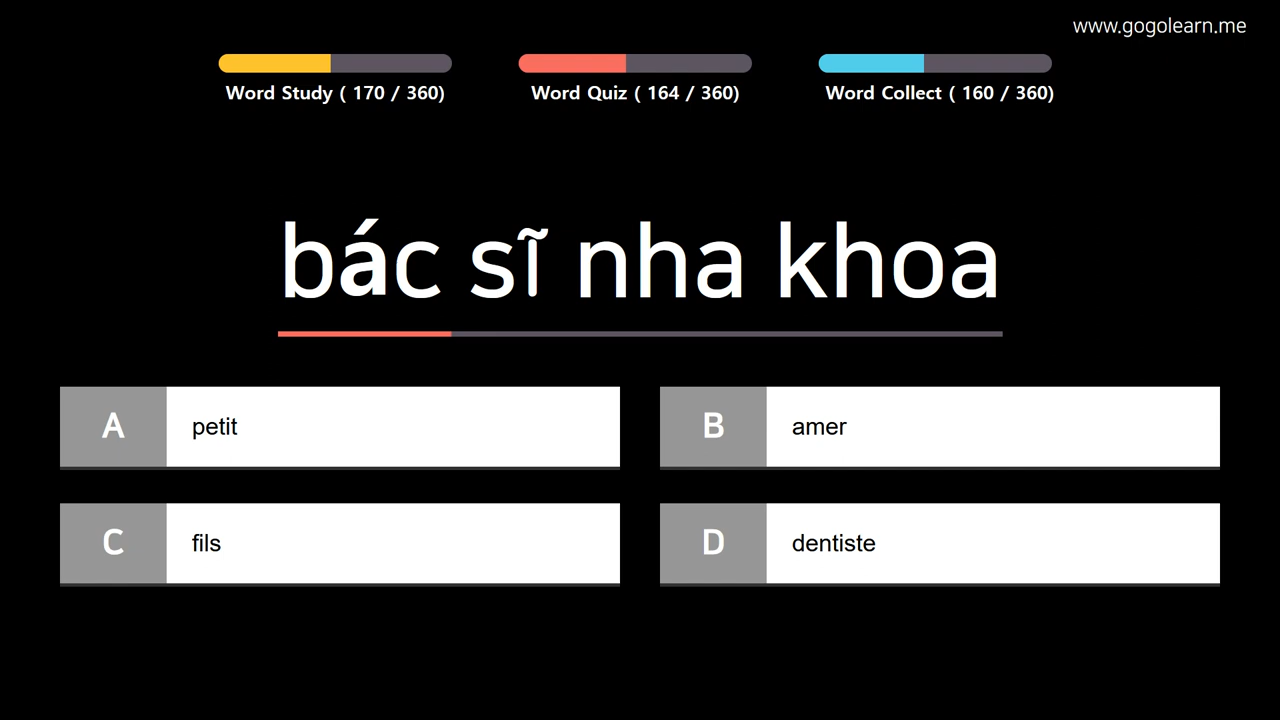 www.gogolearn.me
Word Study ( 170 / 360)
Word Quiz ( 164 / 360)
Word Collect ( 160 / 360)
bác sĩ nha khoa
A petit
B amer
C fils
D dentiste